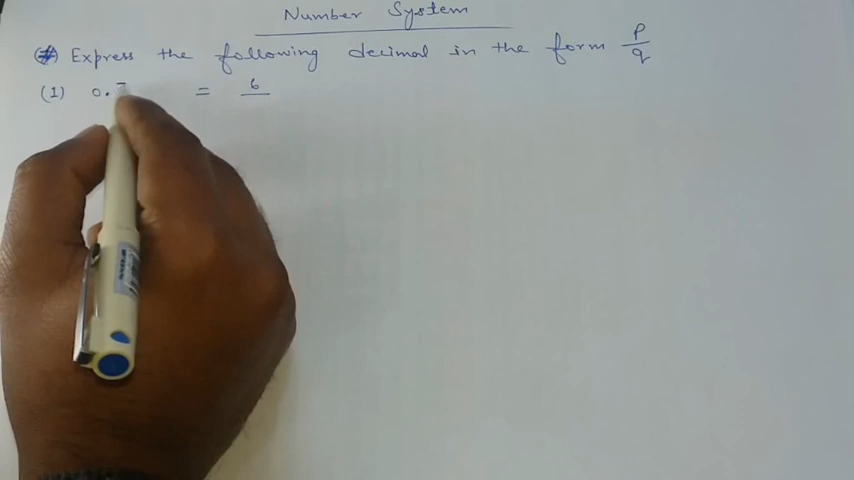 Number System
(#) Express the following decimal in the form P/q
(1) 0. = 6